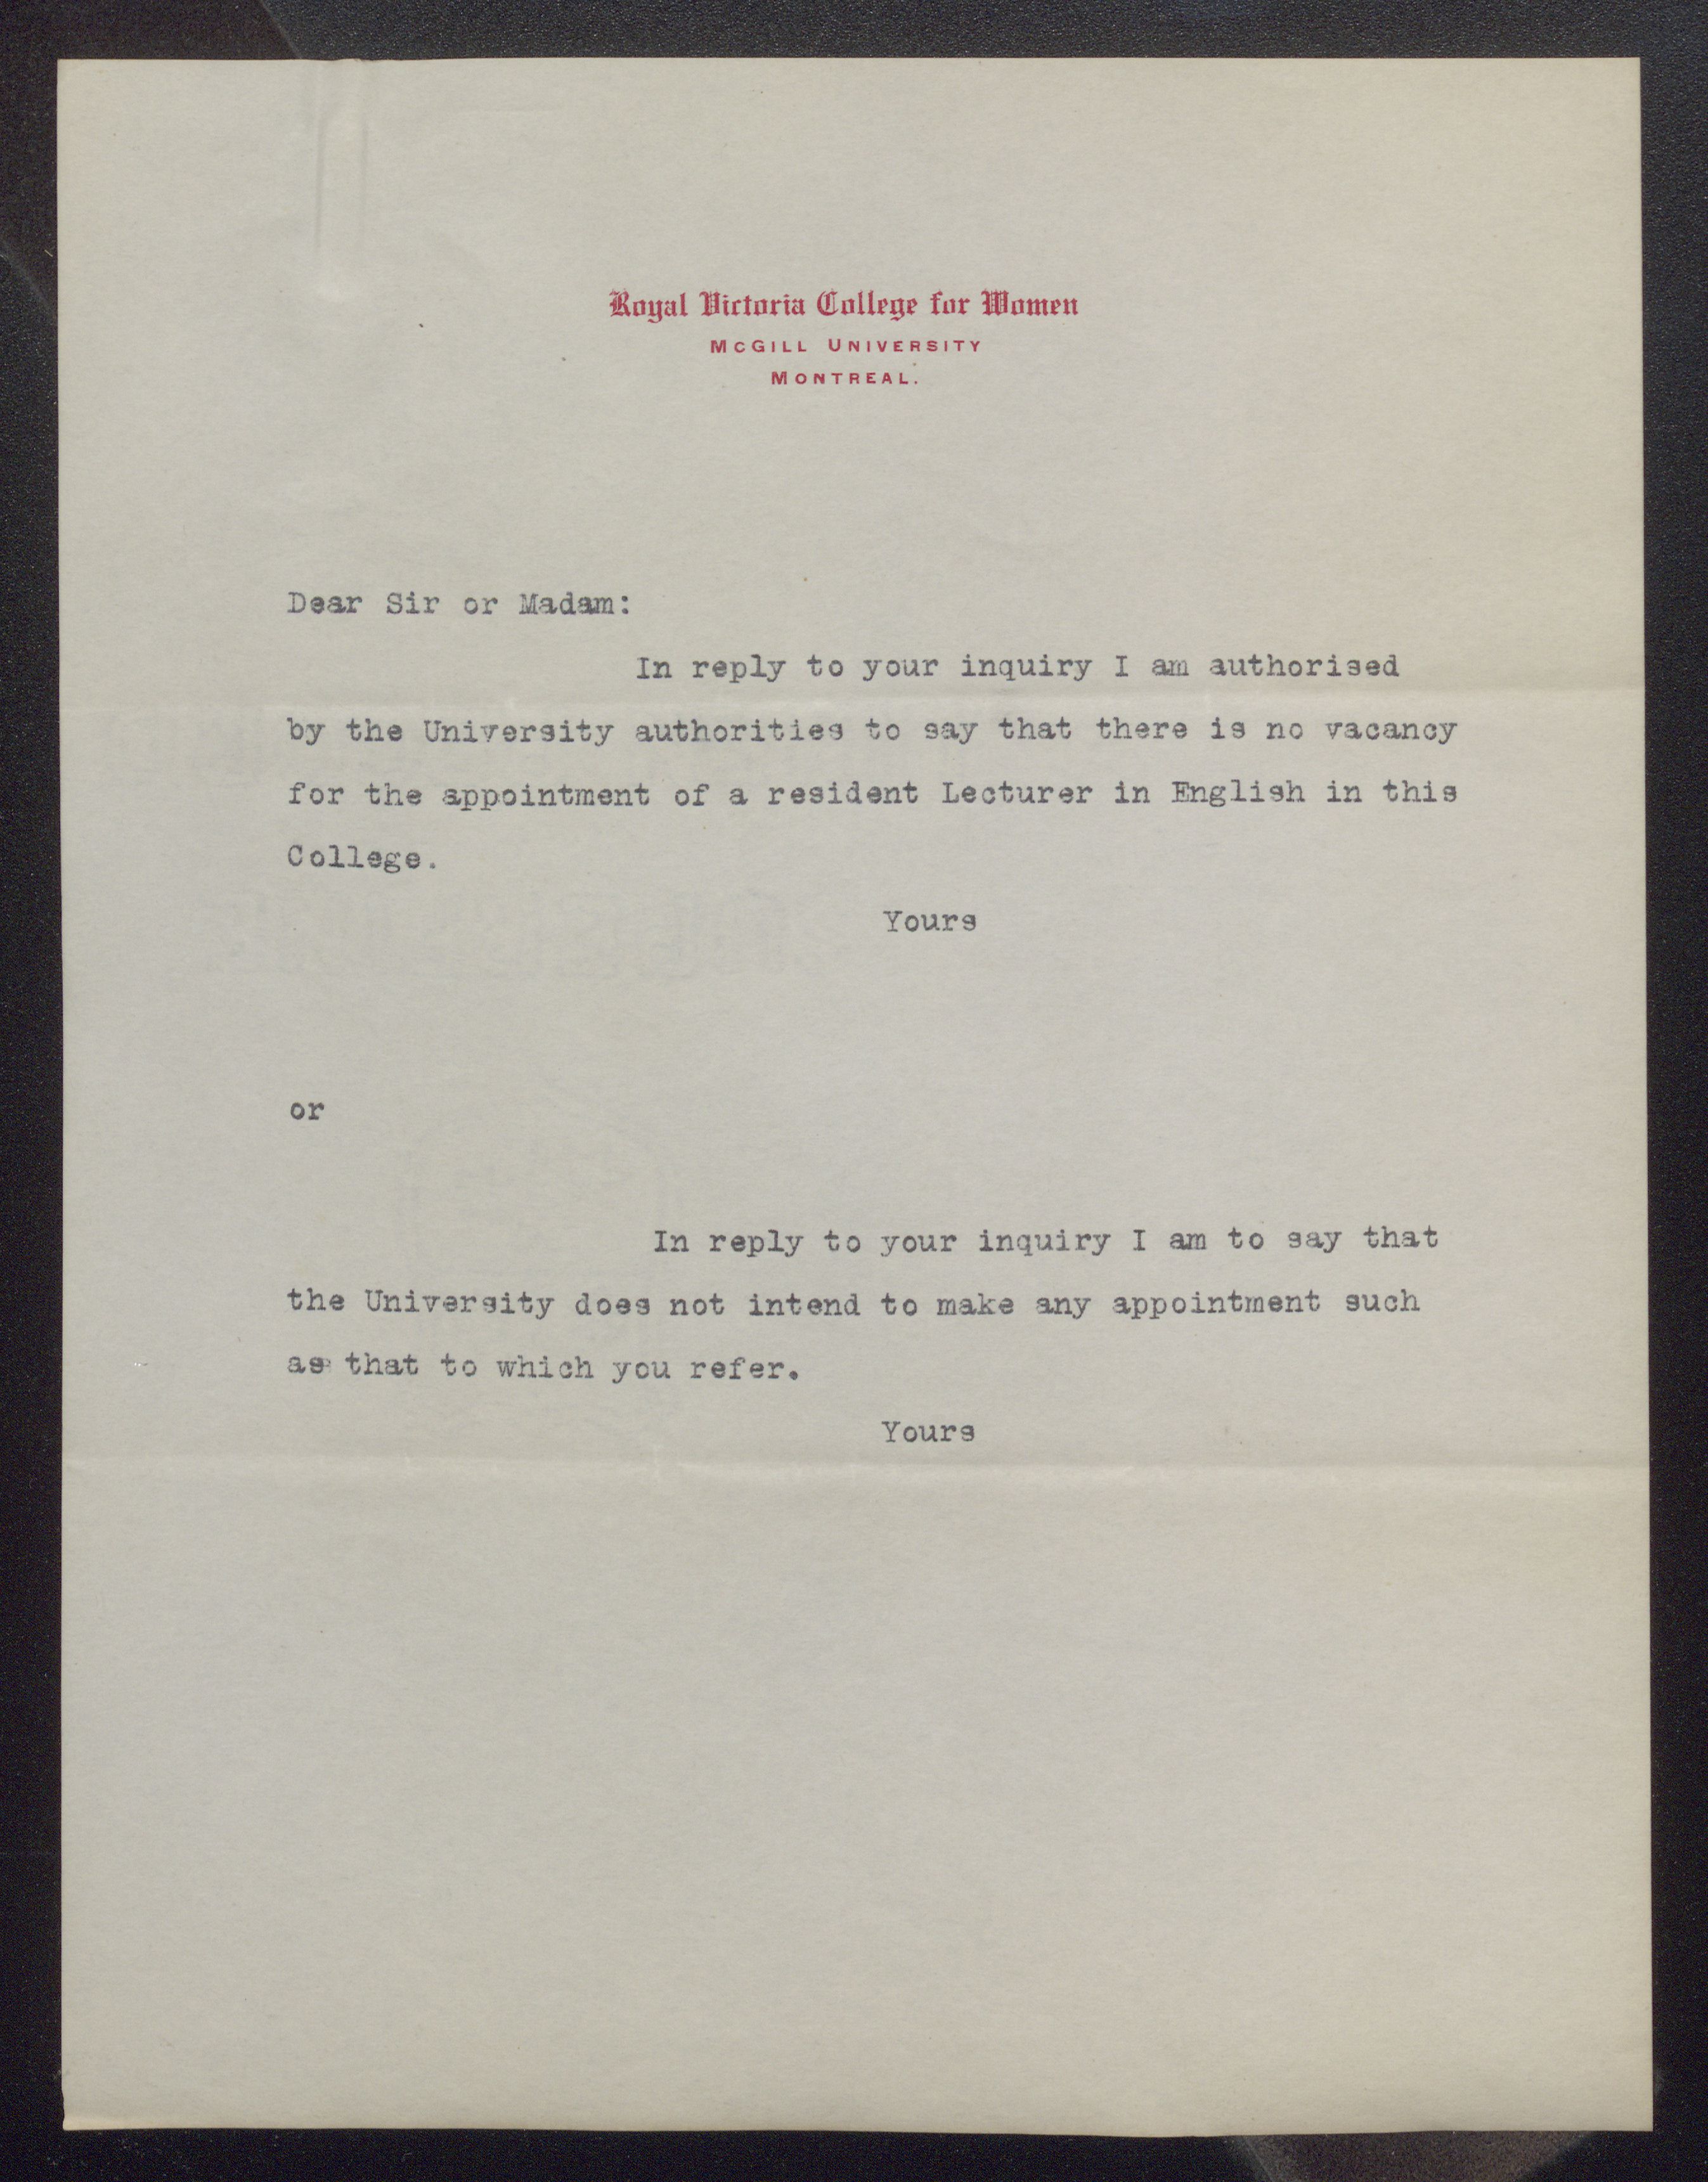 Royal Victoria College for Women
McGill University
Montreal.
Dear Sir or Madam:
In reply to your inquiry I am authorised
by the University authorities to say that there is no vacancy
for the appointment of a resident Lecturer in English in this
College.
Yours
or
In reply to your inquiry I am to say that
the University does not intend to make any appointment such
as that to which you refer.
Yours